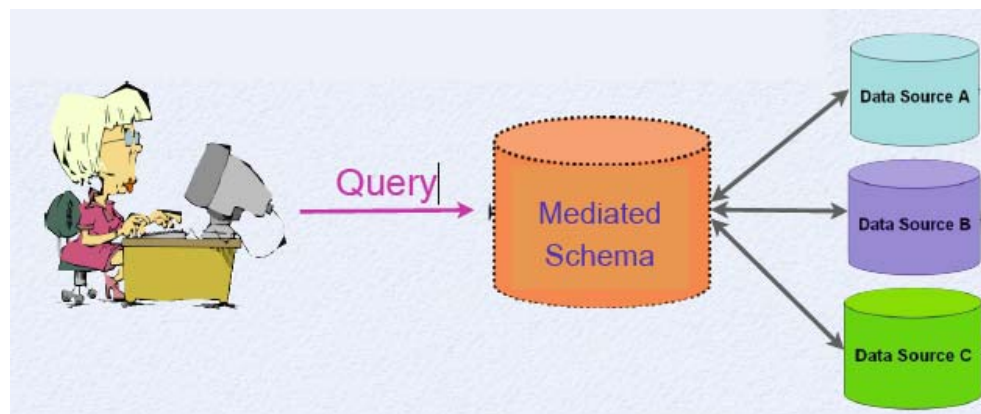 Query
Mediated
Schema
Data Source A
Data Source B
Data Source C